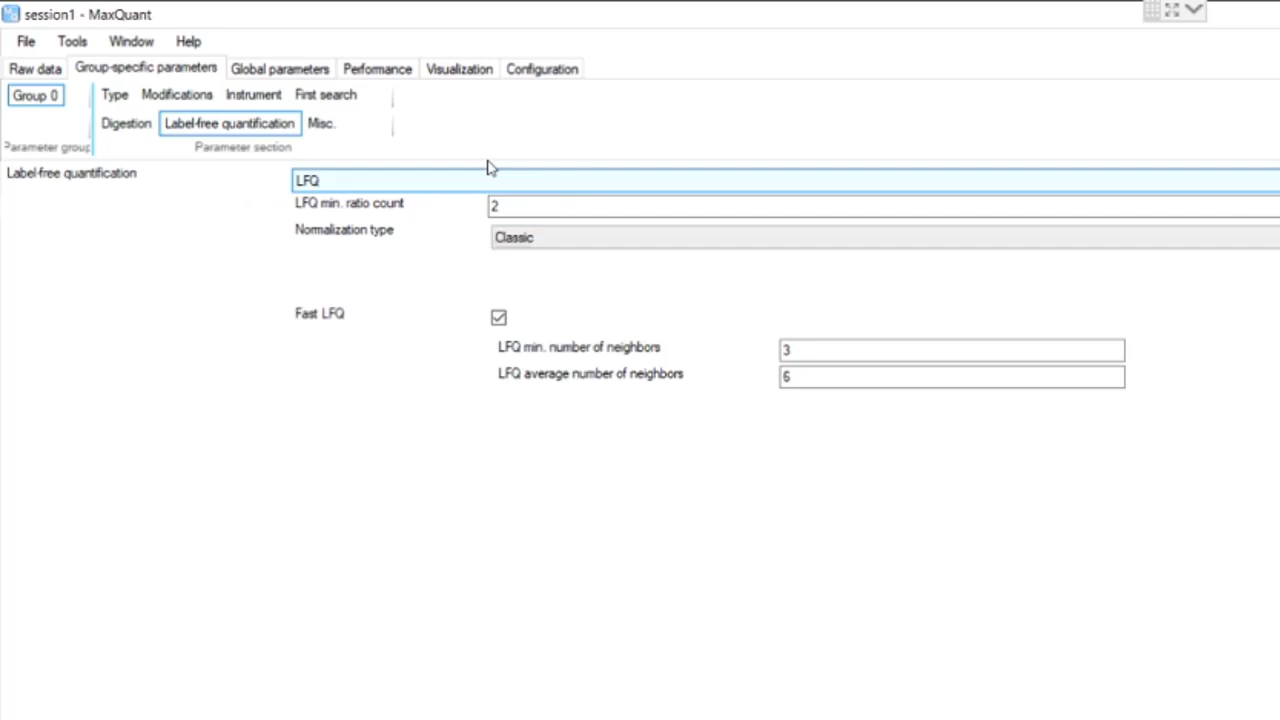 session1 - MaxQuant
File Tools Window Help
Raw data Group-specific parameters Global parameters Performance Visualization Configuration
Group 0 Type Modifications Instrument First search
Digestion Label-free quantification Misc.
Parameter group Parameter section
Label-free quantification LFQ
LFQ min. ratio count 2
Normalization type Classic
Fast LFQ
LFQ min. number of neighbors 3
LFQ average number of neighbors 6